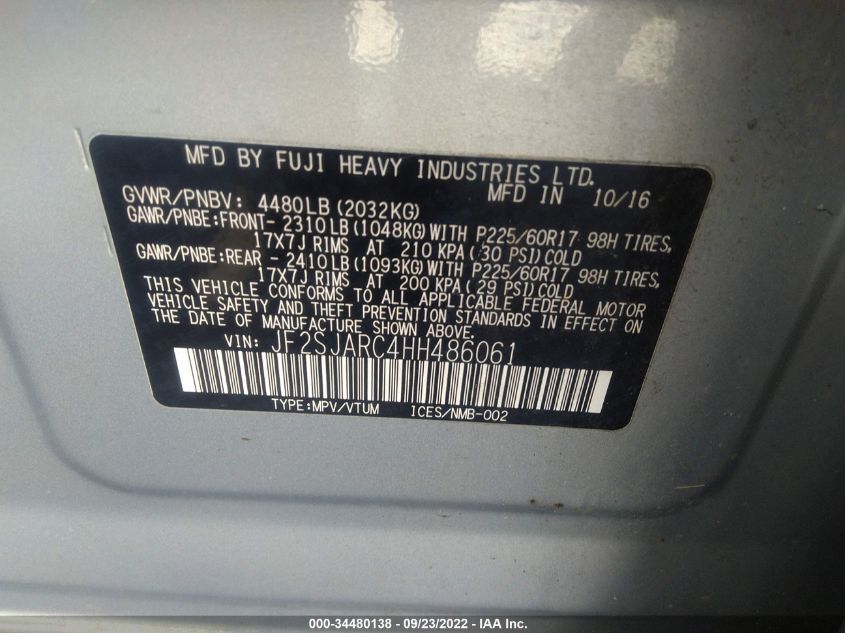 MFD BY FUJI HEAVY INDUSTRIES LTD.
MFD IN 10/16
GVWR/PNBV: 4480LB (2032KG)
GAWR/PNBE:FRONT- 2310LB (1048KG) WITH P225/60R17 98H TIRES,
17X7J RIMS AT 210 KPA ( 30 PSI) COLD
GAWR/PNBE:REAR - 2410LB (1093KG) WITH P225/60R17 98H TIRES,
17X7J RIMS AT 200 KPA ( 29 PSI) COLD
THIS VEHICLE CONFORMS TO ALL APPLICABLE FEDERAL MOTOR
VEHICLE SAFETY AND THEFT PREVENTION STANDARDS IN EFFECT ON
THE DATE OF MANUFACTURE SHOWN ABOVE.
VIN: JF2SJARC4HH486061
TYPE:MPV/VTUM ICES/NMB-002
000-34480138 - 09/23/2022 - IAA Inc.